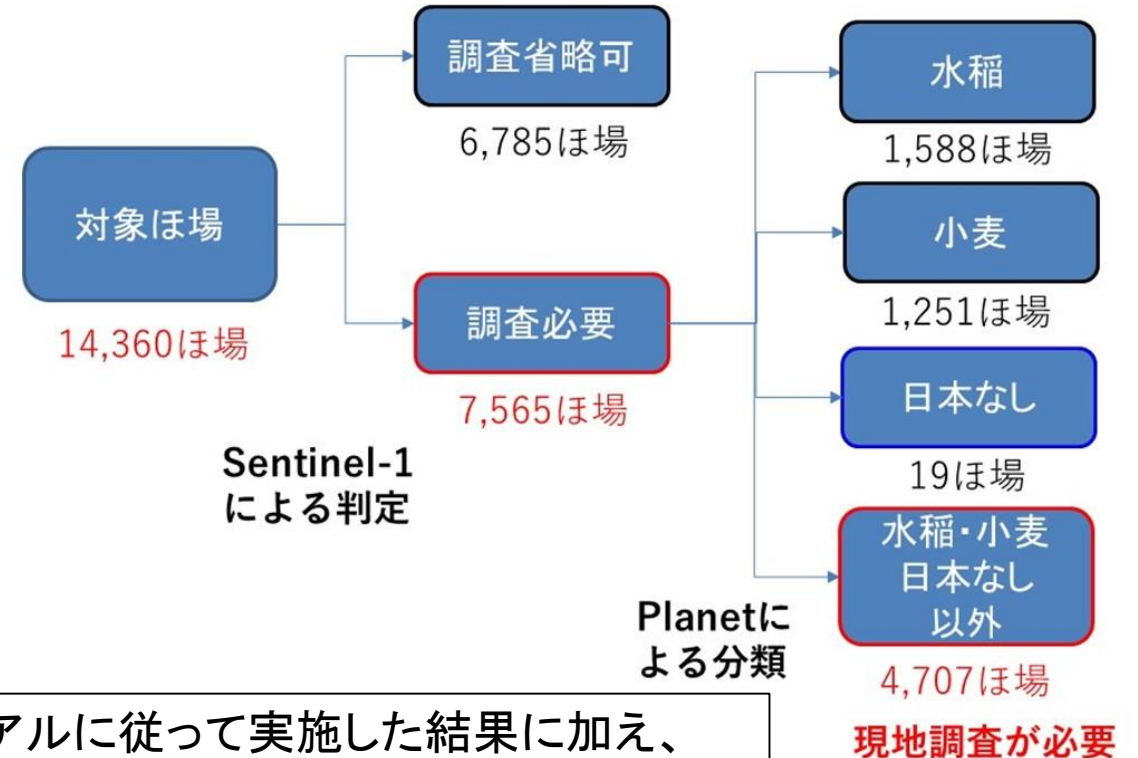 対象ほ場
14,360ほ場
調査省略可
6,785ほ場
調査必要
7,565ほ場
Sentinel-1
による判定
水稲
1,588ほ場
小麦
1,251ほ場
日本なし
19ほ場
水稲・小麦
日本なし
以外
4,707ほ場
現地調査が必要
Planetに
よる分類
アルに従って実施した結果に加え、